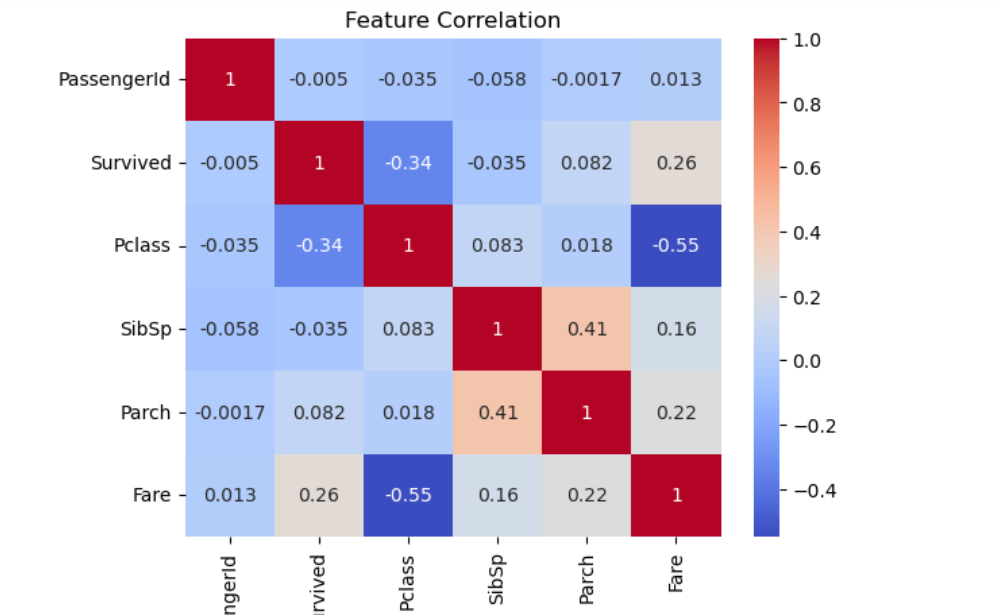 Feature Correlation
PassengerId 1 -0.005 -0.035 -0.058 -0.0017 0.013
Survived -0.005 1 -0.34 -0.035 0.082 0.26
Pclass -0.035 -0.34 1 0.083 0.018 -0.55
SibSp -0.058 -0.035 0.083 1 0.41 0.16
Parch -0.0017 0.082 0.018 0.41 1 0.22
Fare 0.013 0.26 -0.55 0.16 0.22 1
ngerId
rvived
Pclass
SibSp
Parch
Fare
1.0
0.8
0.6
0.4
0.2
0.0
−0.2
−0.4